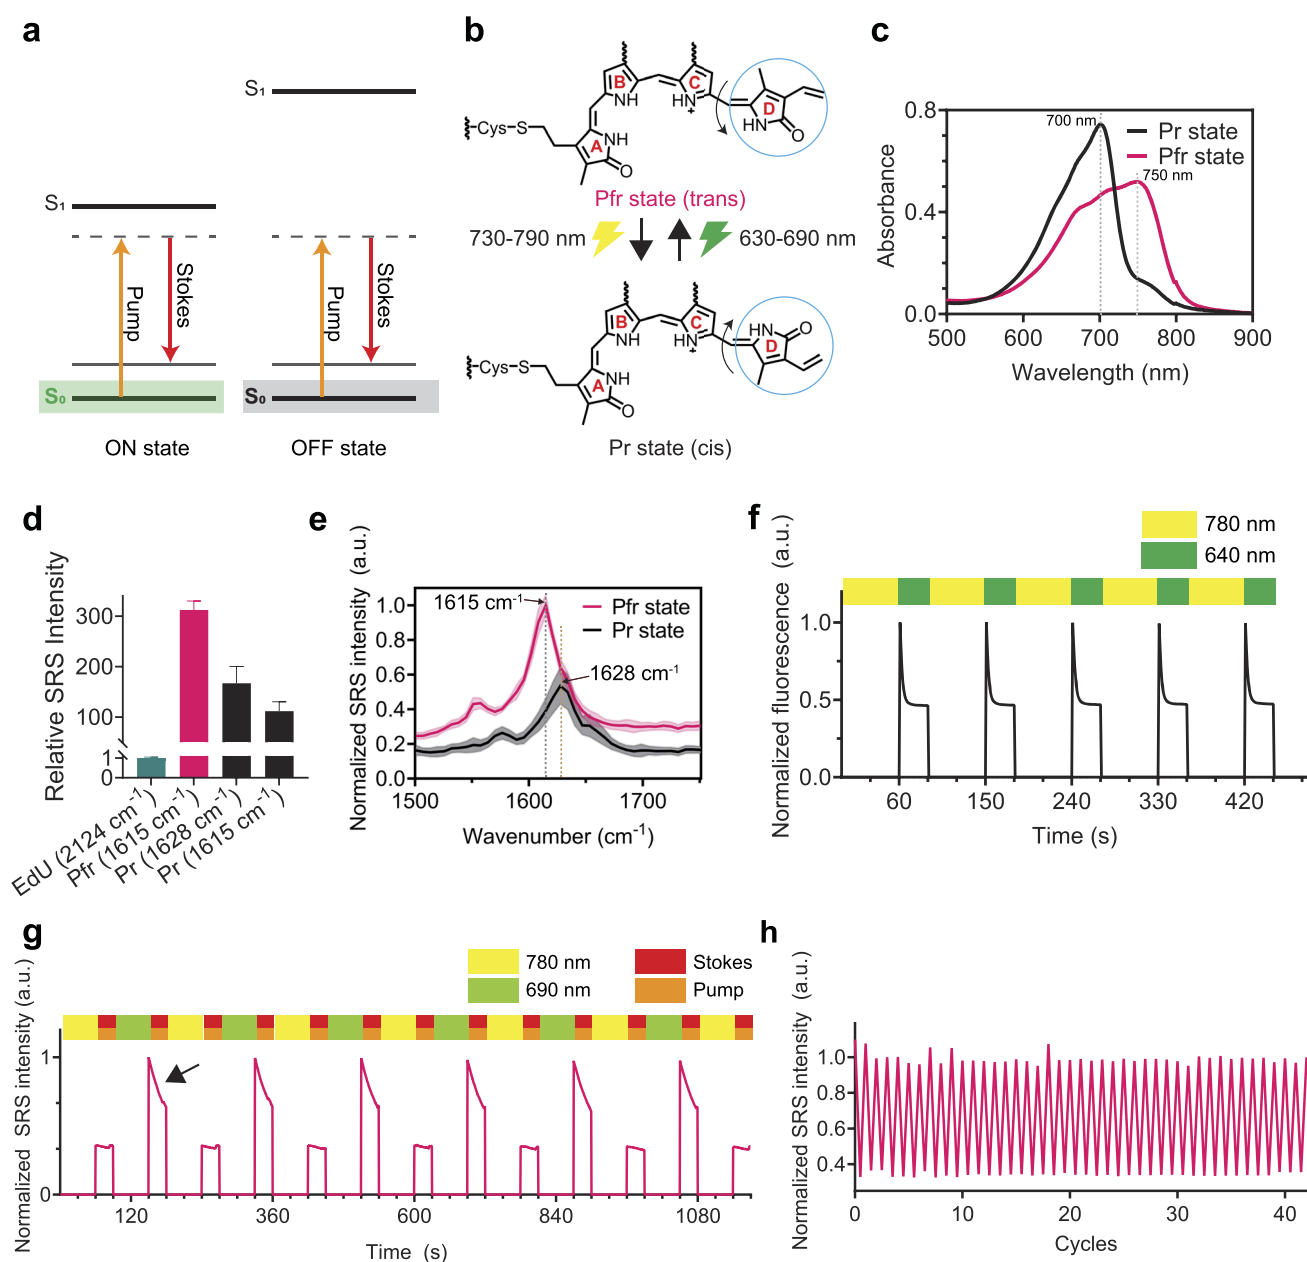 a
S₁
S₁
Pump
Stokes
Pump
Stokes
S₀
S₀
ON state
OFF state
b
B
C
D
A
NH
HN
+
HN
O
NH
O
Cys
S
Pfr state (trans)
730-790 nm
630-690 nm
B
C
D
A
NH
HN
+
HN
O
NH
O
Cys
S
Pr state (cis)
c
Absorbance
0.8
0.4
0.0
700 nm
750 nm
Pr state
Pfr state
500 600 700 800 900
Wavelength (nm)
d
Relative SRS Intensity
300
200
100
1
0
EdU (2124 cm⁻¹)
Pfr (1615 cm⁻¹)
Pr (1628 cm⁻¹)
Pr (1615 cm⁻¹)
e
Normalized SRS intensity (a.u.)
1.0
0.8
0.6
0.4
0.2
0.0
1615 cm⁻¹
1628 cm⁻¹
Pfr state
Pr state
1500 1600 1700
Wavenumber (cm⁻¹)
f
780 nm
640 nm
Normalized fluorescence (a.u.)
1.0
0.5
0.0
60 150 240 330 420
Time (s)
g
780 nm
690 nm
Stokes
Pump
Normalized SRS intensity (a.u.)
1
0
120 360 600 840 1080
Time (s)
h
Normalized SRS intensity (a.u.)
1.0
0.8
0.6
0.4
0 10 20 30 40
Cycles